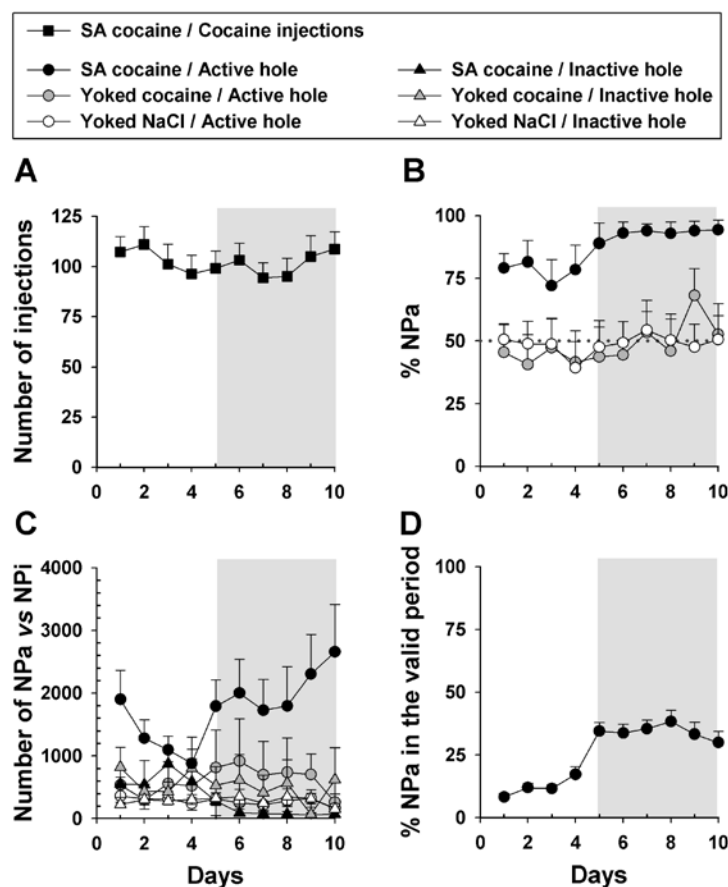 SA cocaine / Cocaine injections
SA cocaine / Active hole
SA cocaine / Inactive hole
Yoked cocaine / Active hole
Yoked cocaine / Inactive hole
Yoked NaCl / Active hole
Yoked NaCl / Inactive hole
A
Number of injections
125
100
75
50
25
0
0 2 4 6 8 10
B
% NPa
100
75
50
25
0
0 2 4 6 8 10
C
Number of NPa vs NPi
4000
3000
2000
1000
0
0 2 4 6 8 10
Days
D
% NPa in the valid period
100
75
50
25
0
0 2 4 6 8 10
Days